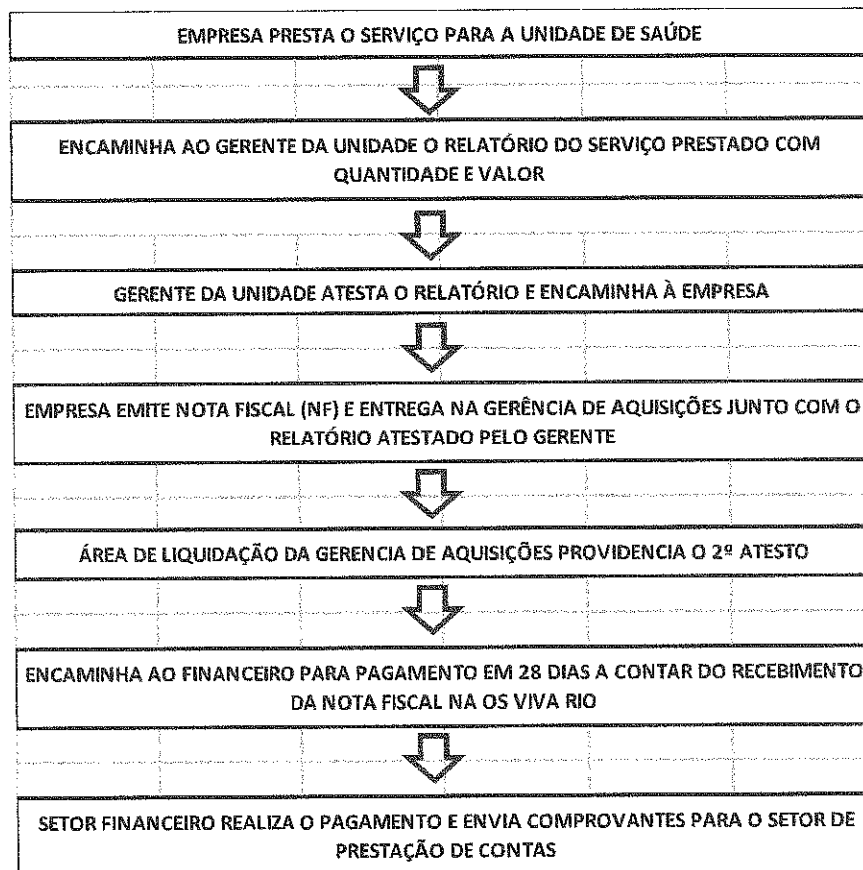 EMPRESA PRESTA O SERVIÇO PARA A UNIDADE DE SAÚDE
ENCAMINHA AO GERENTE DA UNIDADE O RELATÓRIO DO SERVIÇO PRESTADO COM
QUANTIDADE E VALOR
GERENTE DA UNIDADE ATESTA O RELATÓRIO E ENCAMINHA À EMPRESA
EMPRESA EMITE NOTA FISCAL (NF) E ENTREGA NA GERÊNCIA DE AQUISIÇÕES JUNTO COM O
RELATÓRIO ATESTADO PELO GERENTE
ÁREA DE LIQUIDAÇÃO DA GERENCIA DE AQUISIÇÕES PROVIDENCIA O 2º ATESTO
ENCAMINHA AO FINANCEIRO PARA PAGAMENTO EM 28 DIAS A CONTAR DO RECEBIMENTO
DA NOTA FISCAL NA OS VIVA RIO
SETOR FINANCEIRO REALIZA O PAGAMENTO E ENVIA COMPROVANTES PARA O SETOR DE
PRESTAÇÃO DE CONTAS